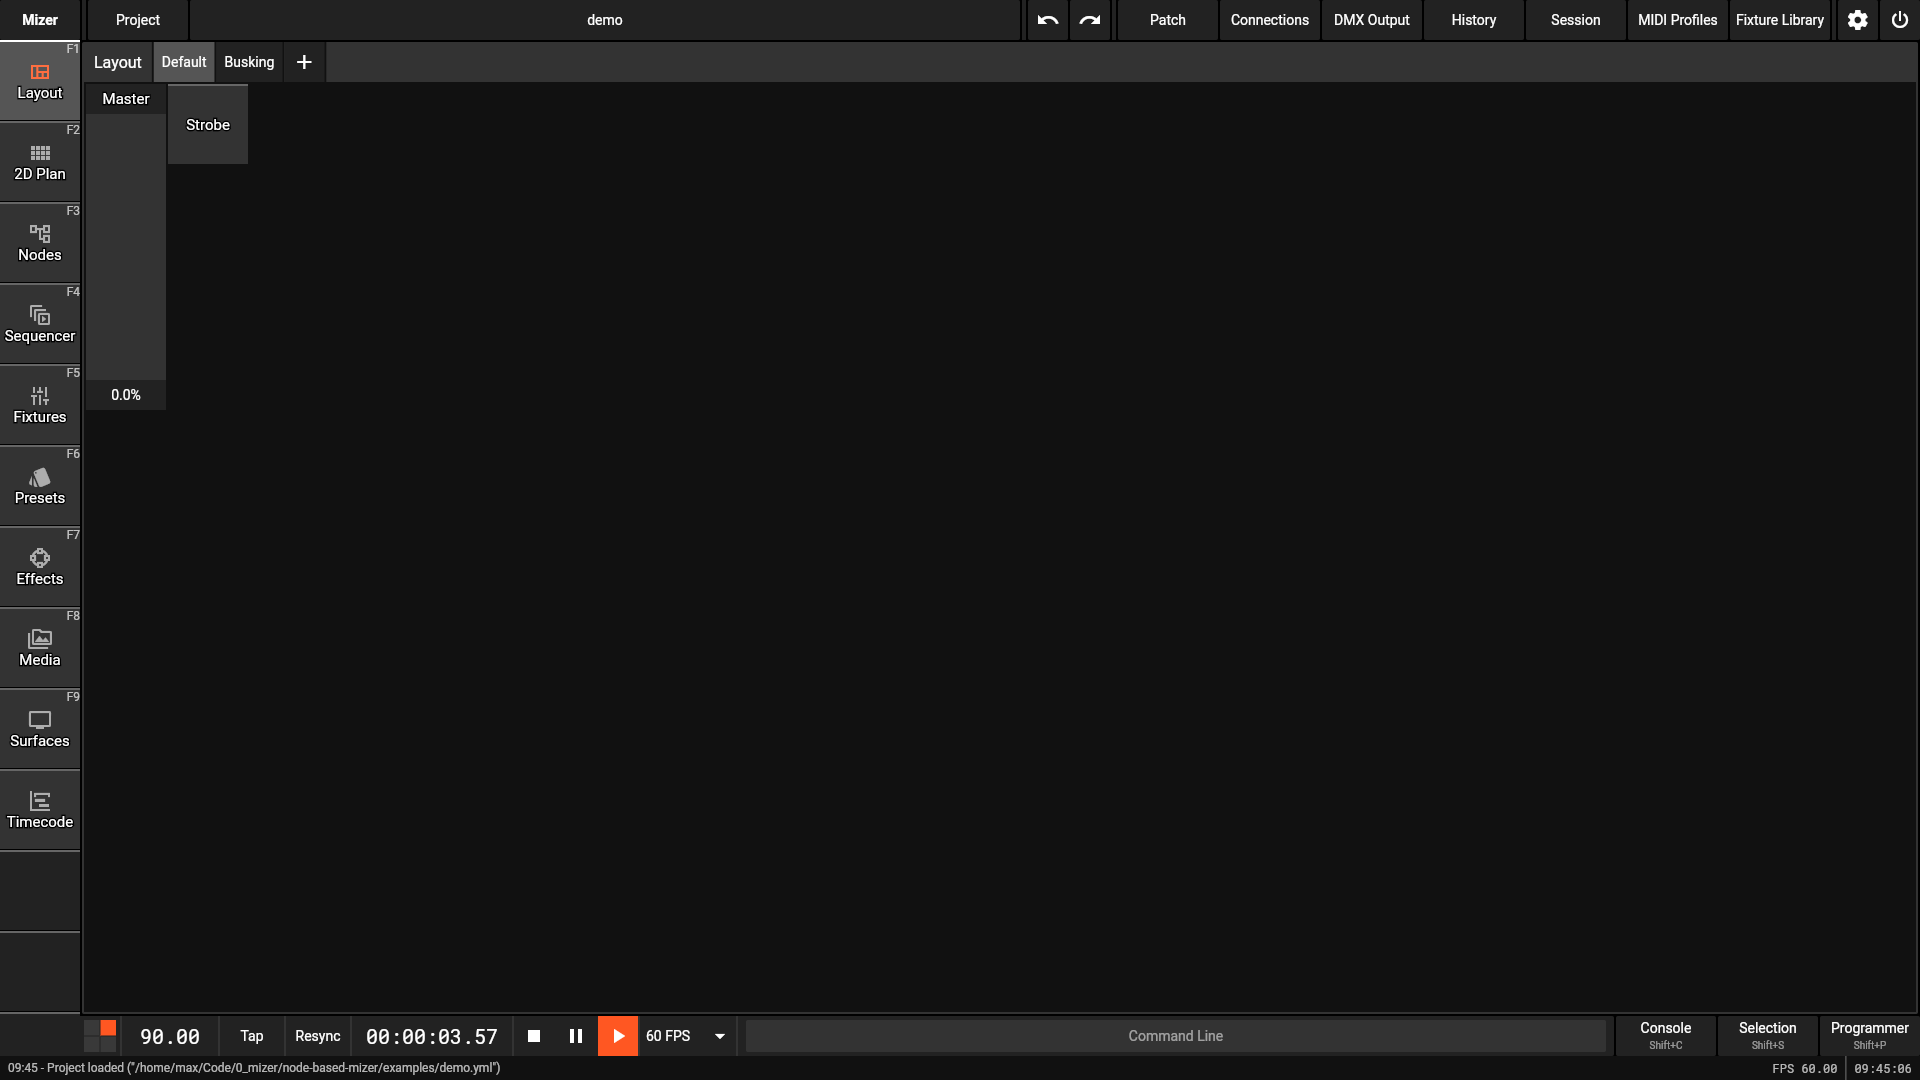 Mizer
Project
demo
Patch
Connections
DMX Output
History
Session
MIDI Profiles
Fixture Library
F1
Layout
F2
2D Plan
F3
Nodes
F4
Sequencer
F5
Fixtures
F6
Presets
F7
Effects
F8
Media
F9
Surfaces
Timecode
Layout
Default
Busking
Master
0.0%
Strobe
90.00
Tap
Resync
00:00:03.57
60 FPS
Command Line
Console
Shift+C
Selection
Shift+S
Programmer
Shift+P
09:45 - Project loaded ("/home/max/Code/0_mizer/node-based-mizer/examples/demo.yml")
FPS 60.00
09:45:06